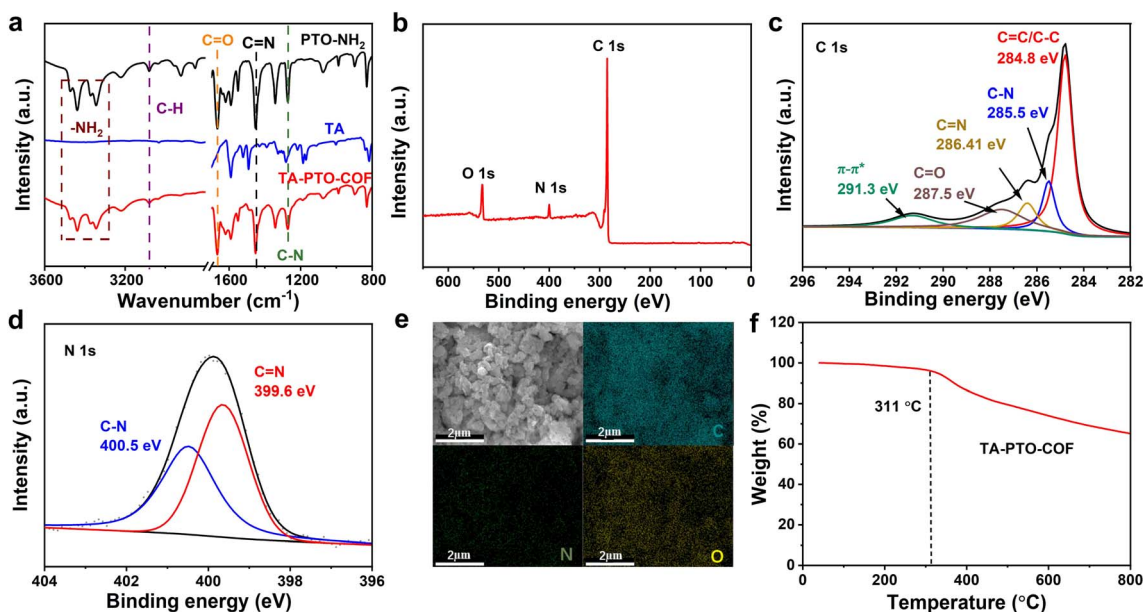 a
C=O
C=N
PTO-NH2
C-H
-NH2
TA
TA-PTO-COF
C-N
Intensity (a.u.)
3600 3200 1600 1400 1200 1000 800
Wavenumber (cm-1)
b
C 1s
O 1s
N 1s
Intensity (a.u.)
600 500 400 300 200 100 0
Binding energy (eV)
c
C 1s
C=C/C-C
284.8 eV
C-N
285.5 eV
C=N
286.41 eV
C=O
287.5 eV
π-π*
291.3 eV
Intensity (a.u.)
296 294 292 290 288 286 284 282
Binding energy (eV)
d
N 1s
C=N
399.6 eV
C-N
400.5 eV
Intensity (a.u.)
404 402 400 398 396
Binding energy (eV)
e
2μm
2μm
C
2μm
N
2μm
O
f
120
100
80
60
40
20
0
Weight (%)
311 °C
TA-PTO-COF
0 200 400 600 800
Temperature (°C)